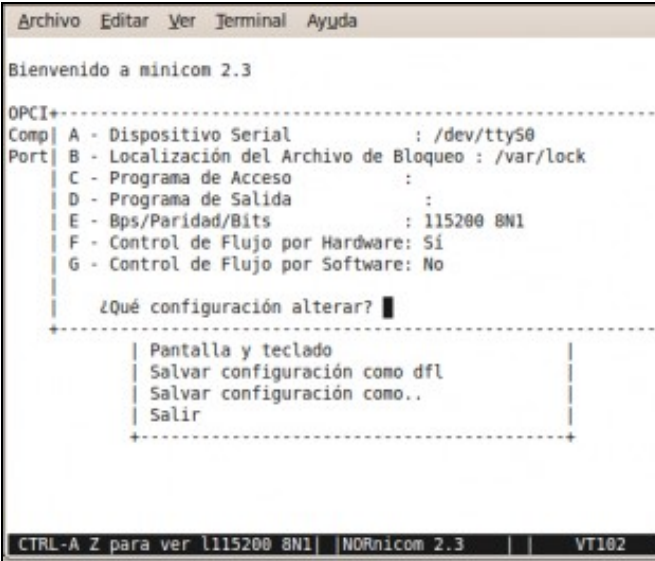 Archivo Editar Ver Terminal Ayuda
Bienvenido a minicom 2.3
OPCI+-----------------------------------------------------------
Comp| A - Dispositivo Serial : /dev/ttyS0
Port| B - Localización del Archivo de Bloqueo : /var/lock
| C - Programa de Acceso :
| D - Programa de Salida :
| E - Bps/Paridad/Bits : 115200 8N1
| F - Control de Flujo por Hardware: Sí
| G - Control de Flujo por Software: No
|
| ¿Qué configuración alterar?
+-----------------------------------------------------------
| Pantalla y teclado |
| Salvar configuración como dfl |
| Salvar configuración como.. |
| Salir |
+------------------------------------------+
CTRL-A Z para ver l115200 8N1| |NORnicom 2.3 | | VT102